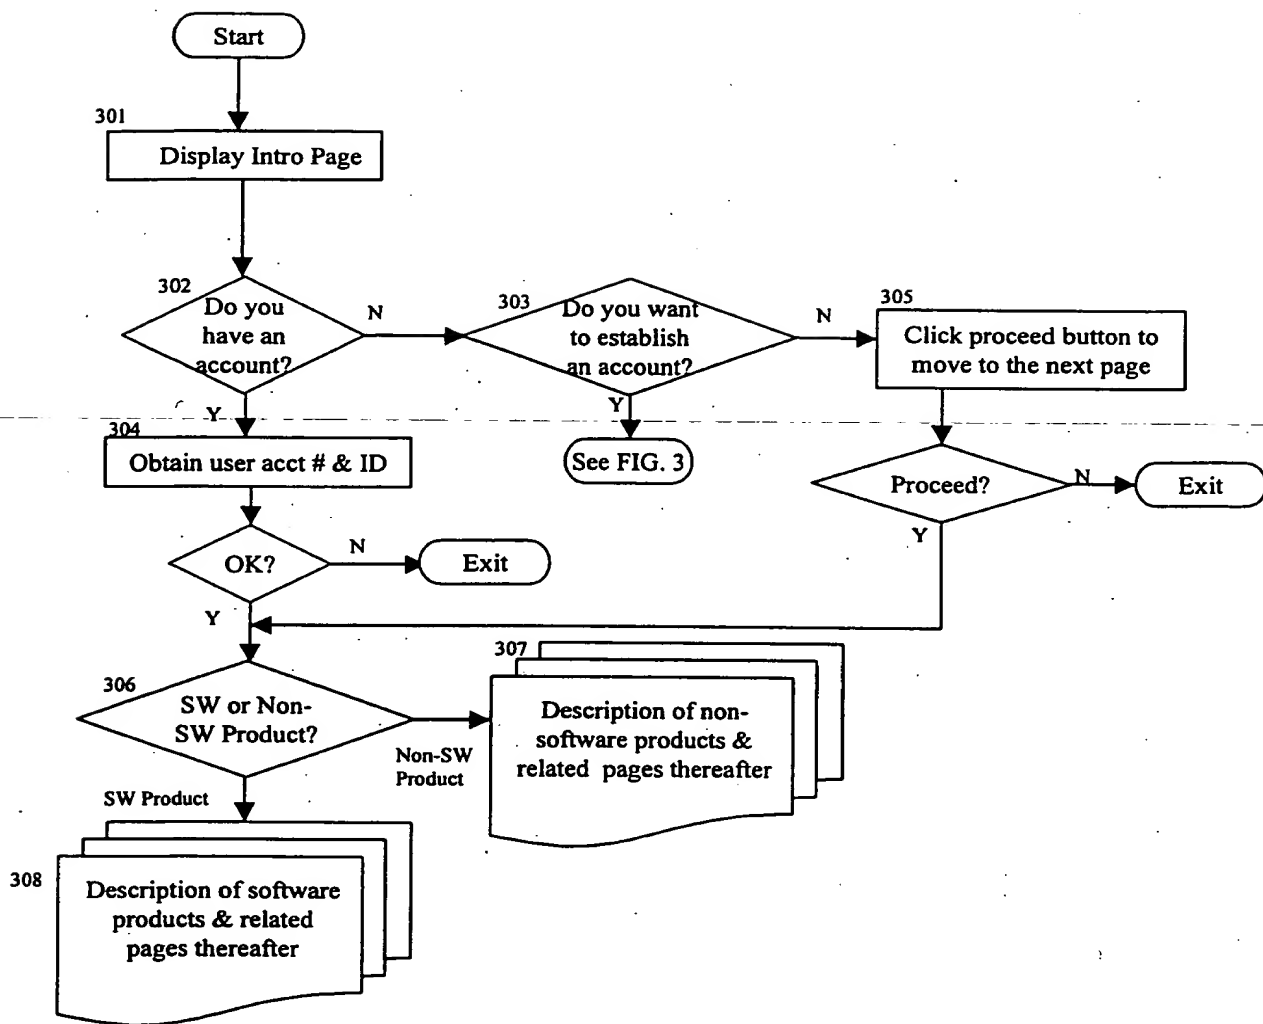 Start
301
Display Intro Page
302
Do you
have an
account?
N
303
Do you want
to establish
an account?
N
305
Click proceed button to
move to the next page
Y
304
Obtain user acct # & ID
Y
See FIG. 3
Proceed?
N
Exit
OK?
N
Exit
Y
Y
306
SW or Non-
SW Product?
Non-SW
Product
307
Description of non-
software products &
related pages thereafter
SW Product
308
Description of software
products & related
pages thereafter